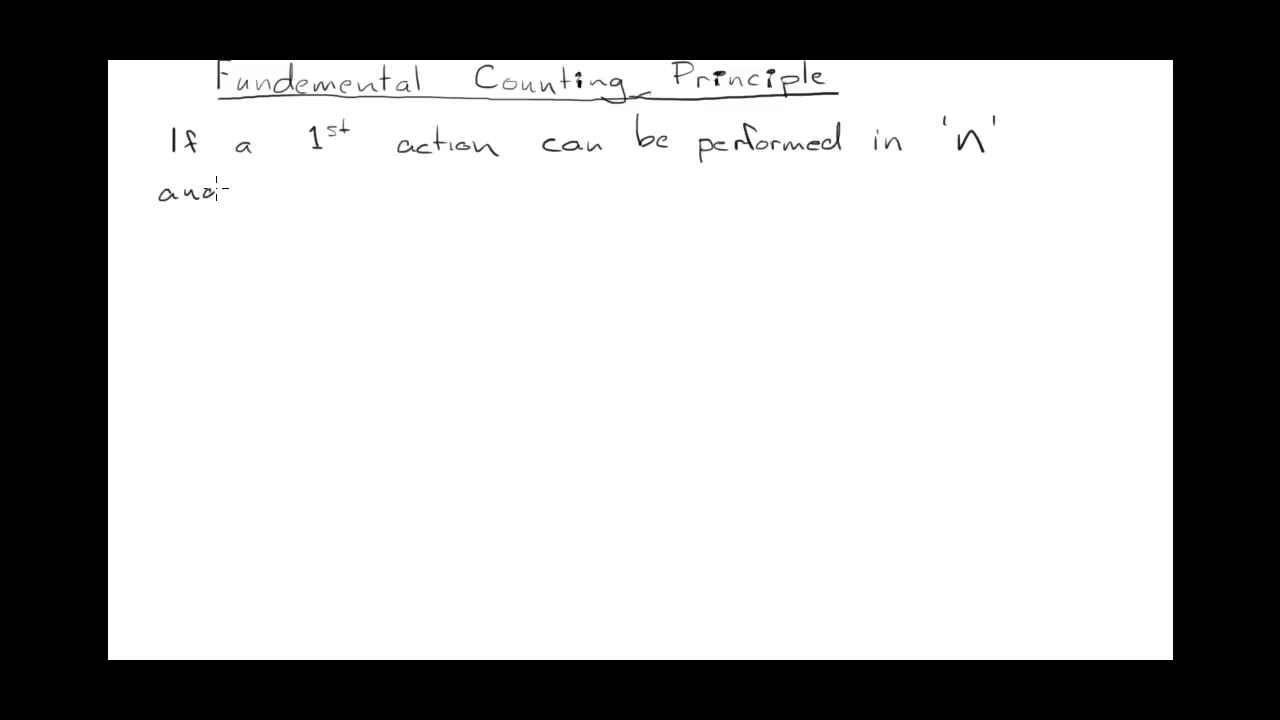 Fundemental Counting Principle
If a 1st action can be performed in 'n'
and